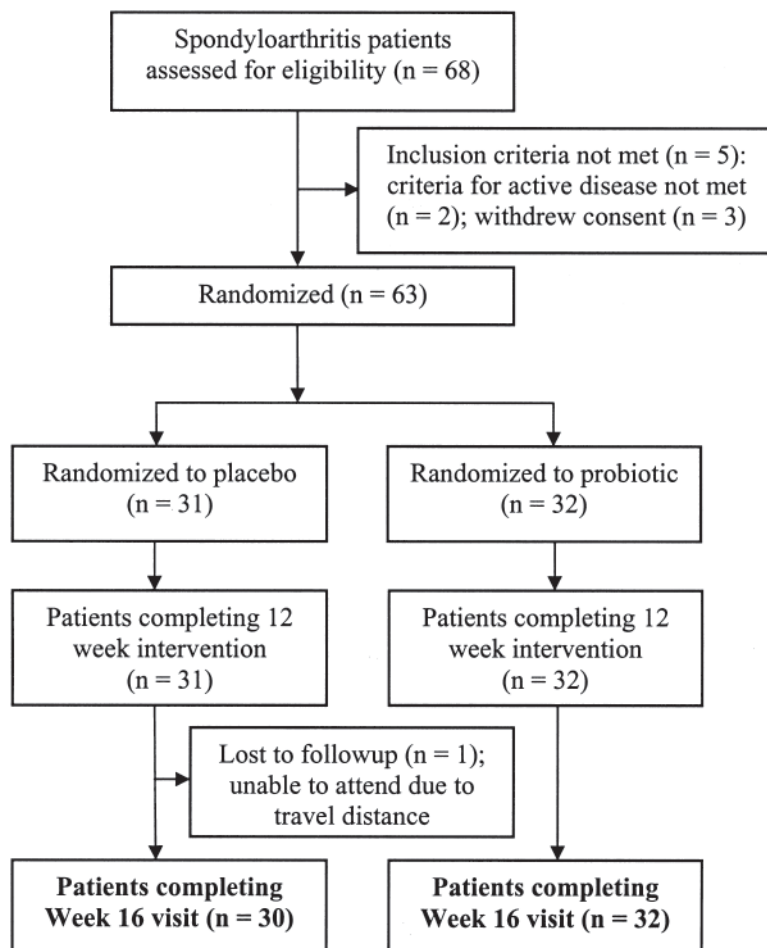 Spondyloarthritis patients
assessed for eligibility (n = 68)
Inclusion criteria not met (n = 5):
criteria for active disease not met
(n = 2); withdrew consent (n = 3)
Randomized (n = 63)
Randomized to placebo
(n = 31)
Randomized to probiotic
(n = 32)
Patients completing 12
week intervention
(n = 31)
Patients completing 12
week intervention
(n = 32)
Lost to followup (n = 1);
unable to attend due to
travel distance
Patients completing
Week 16 visit (n = 30)
Patients completing
Week 16 visit (n = 32)